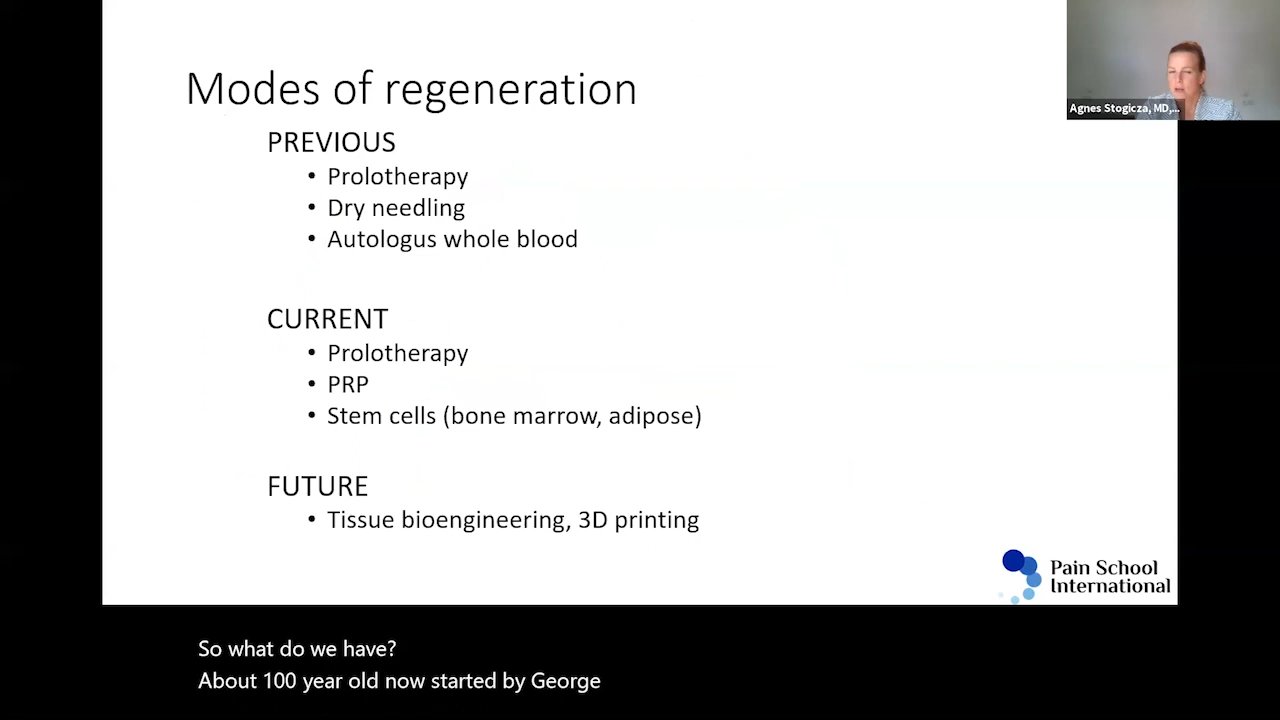 Modes of regeneration
PREVIOUS
• Prolotherapy
• Dry needling
• Autologus whole blood
CURRENT
• Prolotherapy
• PRP
• Stem cells (bone marrow, adipose)
FUTURE
• Tissue bioengineering, 3D printing
Agnes Stogicza, MD,...
Pain School
International
So what do we have?
About 100 year old now started by George